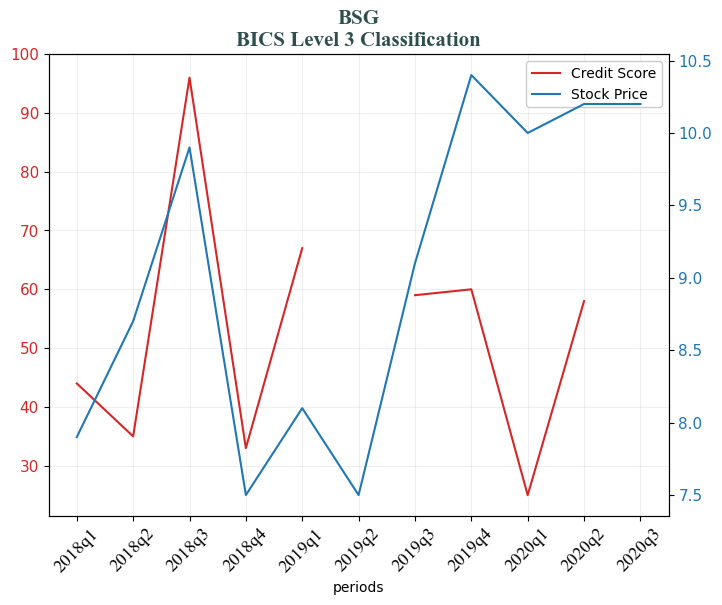 BSG
BICS Level 3 Classification
Credit Score
Stock Price
100
90
80
70
60
50
40
30
10.5
10.0
9.5
9.0
8.5
8.0
7.5
2018q1
2018q2
2018q3
2018q4
2019q1
2019q2
2019q3
2019q4
2020q1
2020q2
2020q3
periods